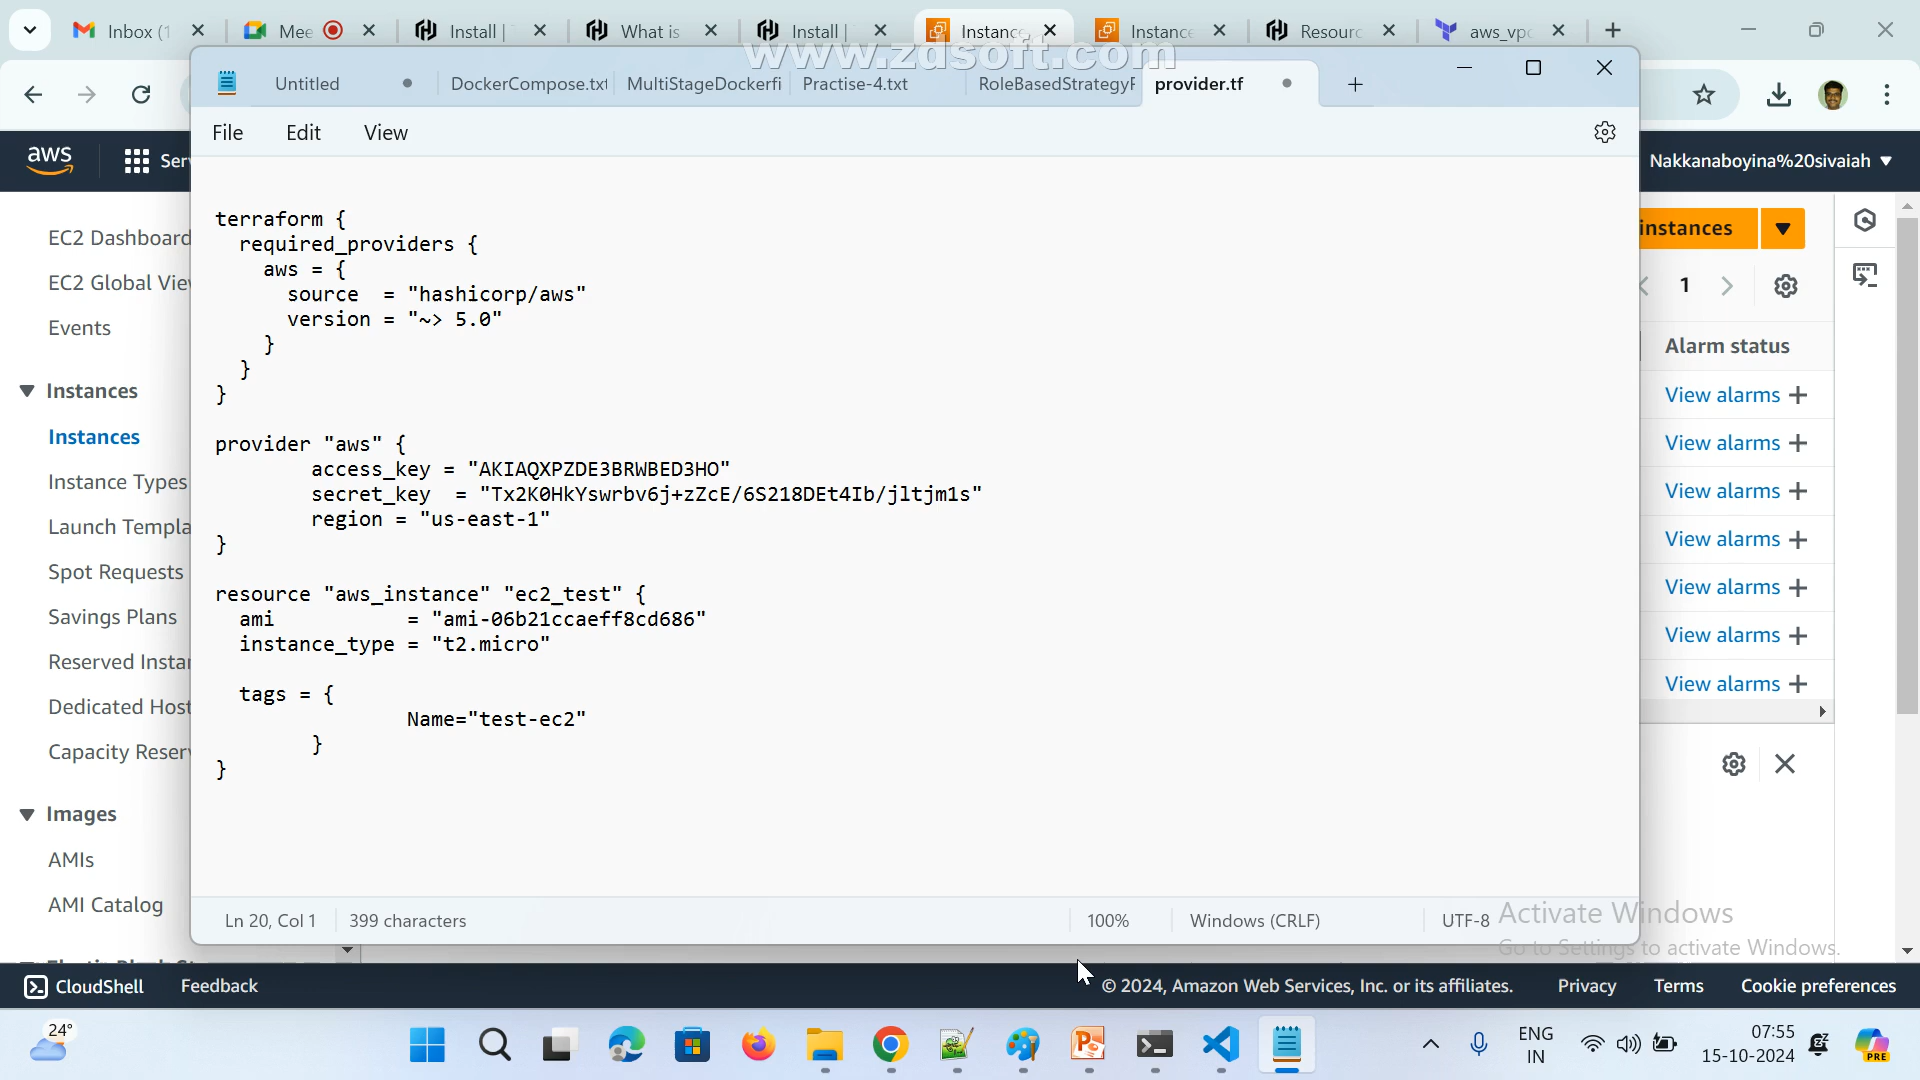 Inbox (1
Mee
Install |
What is
Install |
Instance
Instance
Resourc
aws_vpc
www.zdsoft.com
Untitled
DockerCompose.txt
MultiStageDockerfi
Practise-4.txt
RoleBasedStrategyF
provider.tf
File
Edit
View
aws
Ser
Nakkanaboyina%20sivaiah
EC2 Dashboard
EC2 Global Vie
Events
Instances
Instances
Instance Types
Launch Templa
Spot Requests
Savings Plans
Reserved Instan
Dedicated Host
Capacity Reserv
Images
AMIs
AMI Catalog
terraform {
required_providers {
aws = {
source  = "hashicorp/aws"
version = "~> 5.0"
}
}
}
provider "aws" {
access_key = "AKIAQXPZDE3BRWBED3HO"
secret_key  = "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"
region = "us-east-1"
}
resource "aws_instance" "ec2_test" {
ami           = "ami-06b21ccaeff8cd686"
instance_type = "t2.micro"
tags = {
Name="test-ec2"
}
}
instances
1
Alarm status
View alarms +
View alarms +
View alarms +
View alarms +
View alarms +
View alarms +
View alarms +
Ln 20, Col 1
399 characters
100%
Windows (CRLF)
UTF-8
Activate Windows
Go to Settings to activate Windows.
CloudShell
Feedback
© 2024, Amazon Web Services, Inc. or its affiliates.
Privacy
Terms
Cookie preferences
24°
ENG
IN
07:55
15-10-2024
PRE